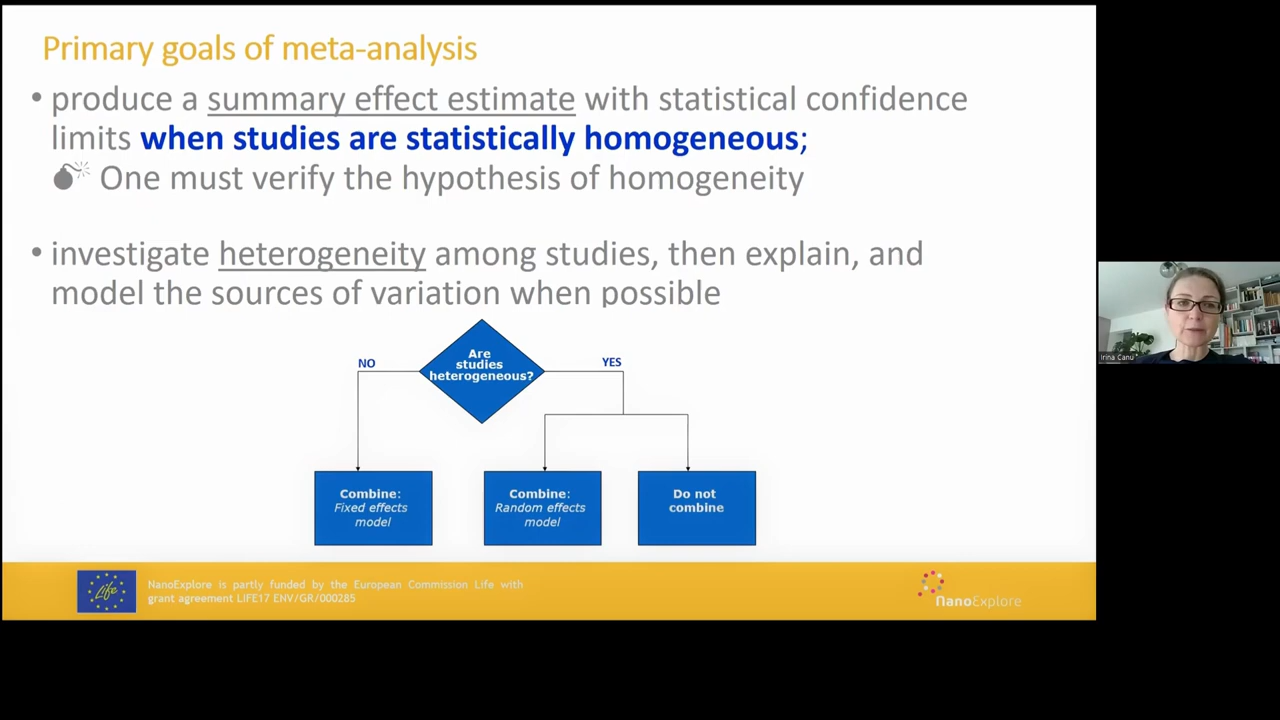 Primary goals of meta-analysis
• produce a summary effect estimate with statistical confidence
limits when studies are statistically homogeneous;
One must verify the hypothesis of homogeneity
• investigate heterogeneity among studies, then explain, and
model the sources of variation when possible
Are
studies
heterogeneous?
NO
YES
Combine:
Fixed effects
model
Combine:
Random effects
model
Do not
combine
Life
NanoExplore is partly funded by the European Commission Life with
grant agreement LIFE17 ENV/GR/000285
NanoExplore
Irina Canu